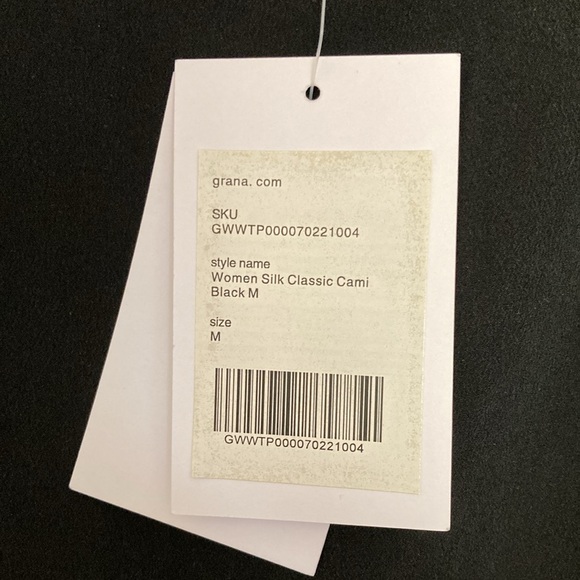 grana. com
SKU
GWWTP000070221004
style name
Women Silk Classic Cami
Black M
size
M
GWWTP000070221004